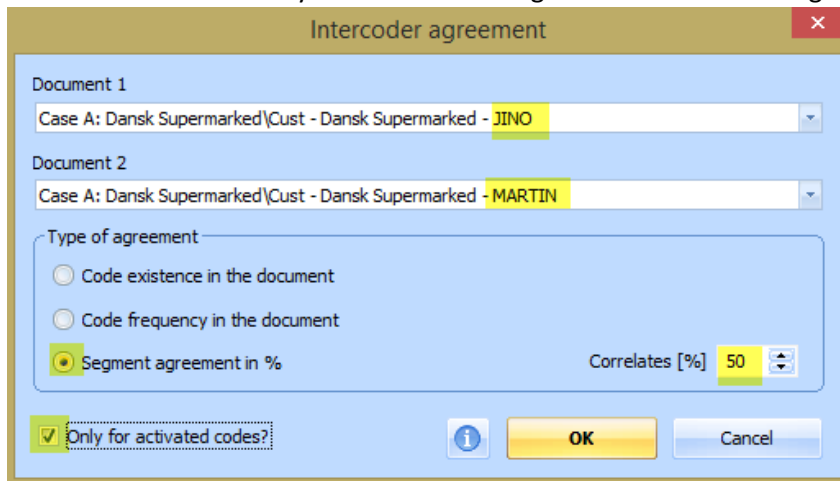 Intercoder agreement
Document 1
Case A: Dansk Supermarked\Cust - Dansk Supermarked - JINO
Document 2
Case A: Dansk Supermarked\Cust - Dansk Supermarked - MARTIN
Type of agreement
Code existence in the document
Code frequency in the document
Segment agreement in % Correlates [%] 50
Only for activated codes? OK Cancel